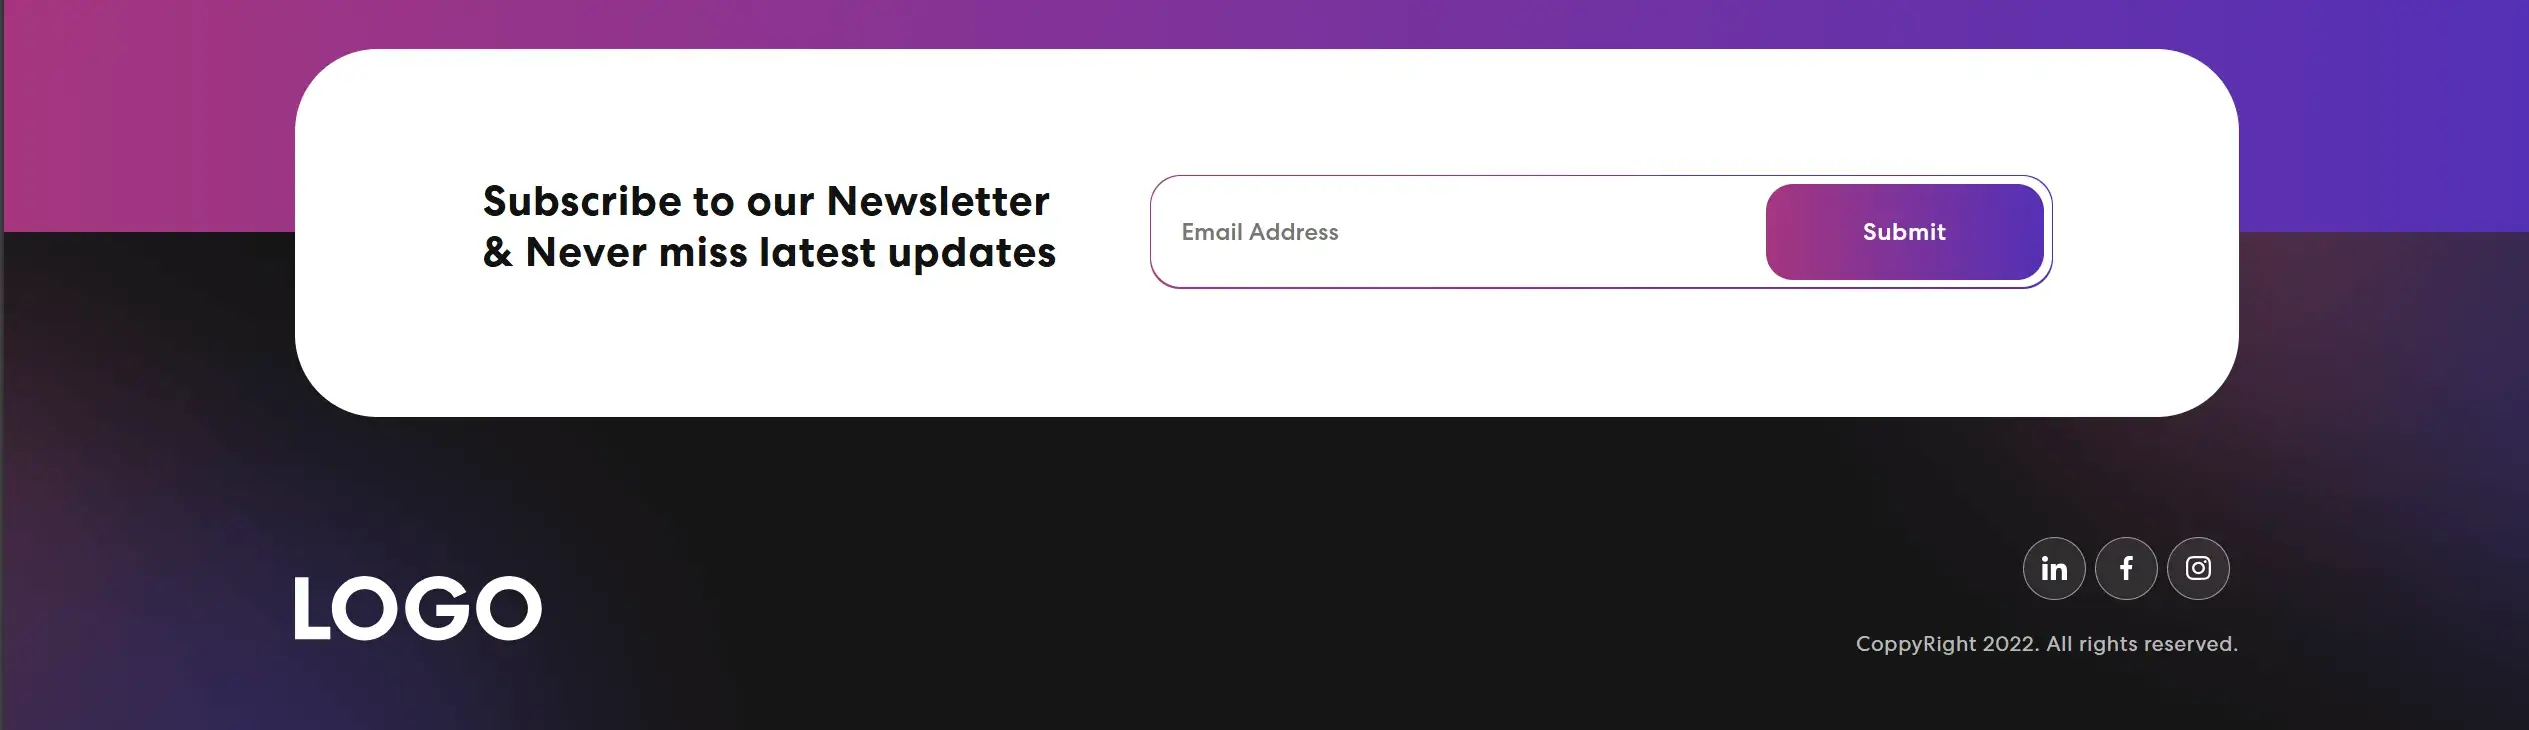 Subscribe to our Newsletter
& Never miss latest updates
Email Address
Submit
LOGO
in f
CoppyRight 2022. All rights reserved.